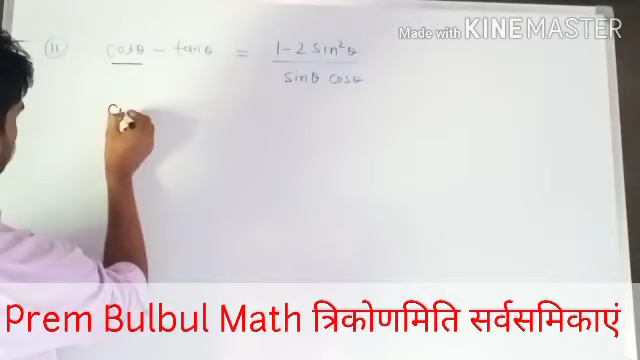 Made with KINEMASTER
(ii) cotθ - tanθ = 1 - 2 sin²θ / sinθ cosθ
Prem Bulbul Math त्रिकोणमिति सर्वसमिकाएं